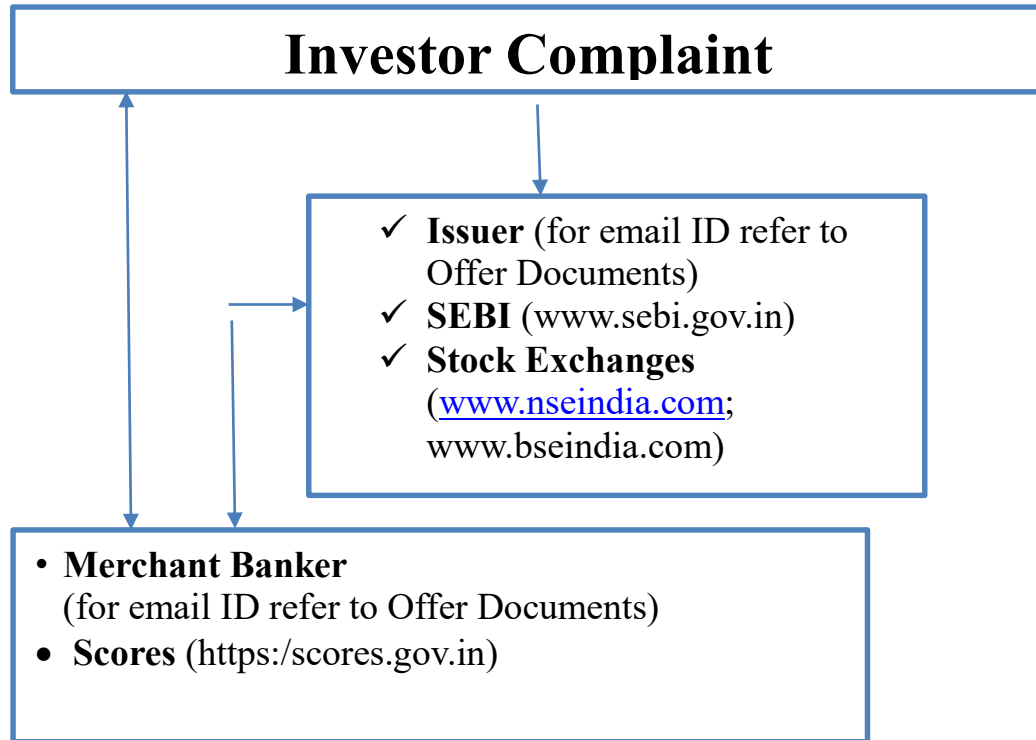 Investor Complaint
✓ Issuer (for email ID refer to
Offer Documents)
✓ SEBI (www.sebi.gov.in)
✓ Stock Exchanges
(www.nseindia.com;
www.bseindia.com)
• Merchant Banker
(for email ID refer to Offer Documents)
• Scores (https:/scores.gov.in)